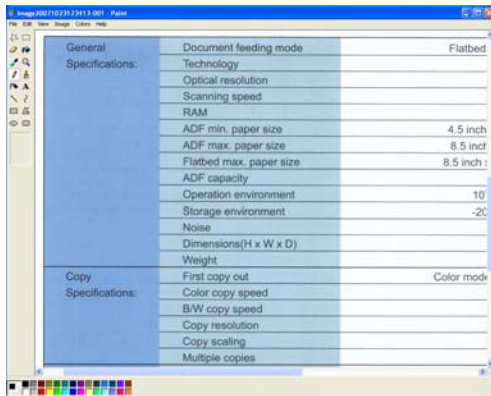 Image20071023123413-001 - Paint
File Edit View Image Colors Help
General Document feeding mode Flatbed
Specifications: Technology
Optical resolution
Scanning speed
RAM
ADF min. paper size 4.5 inch
ADF max. paper size 8.5 inch
Flatbed max. paper size 8.5 inch
ADF capacity
Operation environment 10
Storage environment -20
Noise
Dimensions(H x W x D)
Weight
Copy First copy out Color mode
Specifications: Color copy speed
B/W copy speed
Copy resolution
Copy scaling
Multiple copies